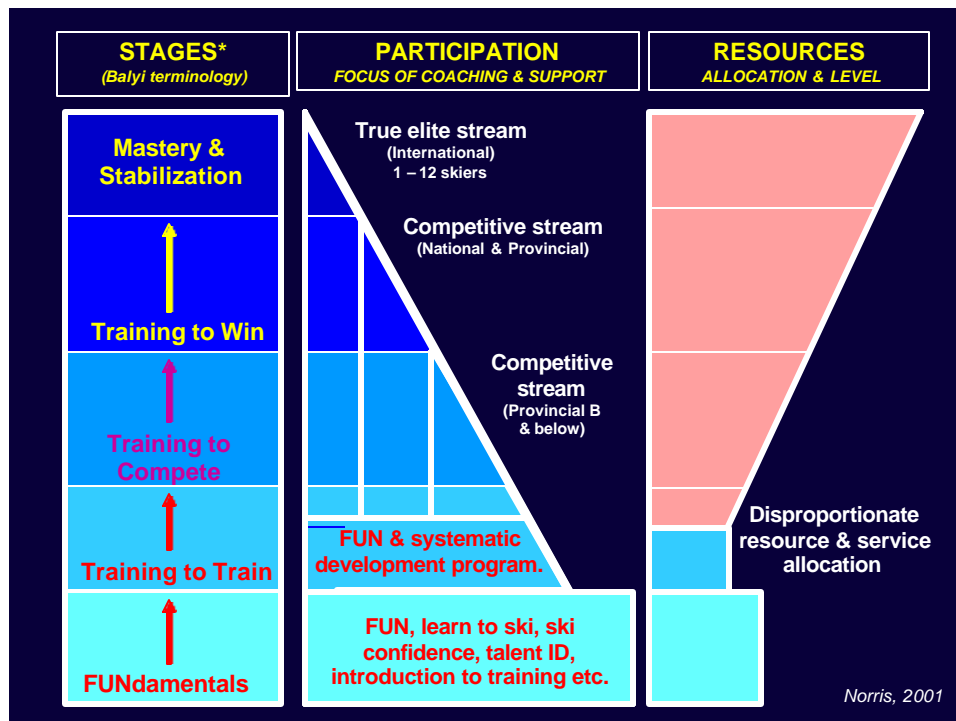 STAGES*
(Balyi terminology)
PARTICIPATION
FOCUS OF COACHING & SUPPORT
RESOURCES
ALLOCATION & LEVEL
Mastery &
Stabilization
Training to Win
Training to
Compete
Training to Train
FUNdamentals
True elite stream
(International)
1 – 12 skiers
Competitive stream
(National & Provincial)
Competitive
stream
(Provincial B
& below)
FUN & systematic
development program.
FUN, learn to ski, ski
confidence, talent ID,
introduction to training etc.
Disproportionate
resource & service
allocation
Norris, 2001